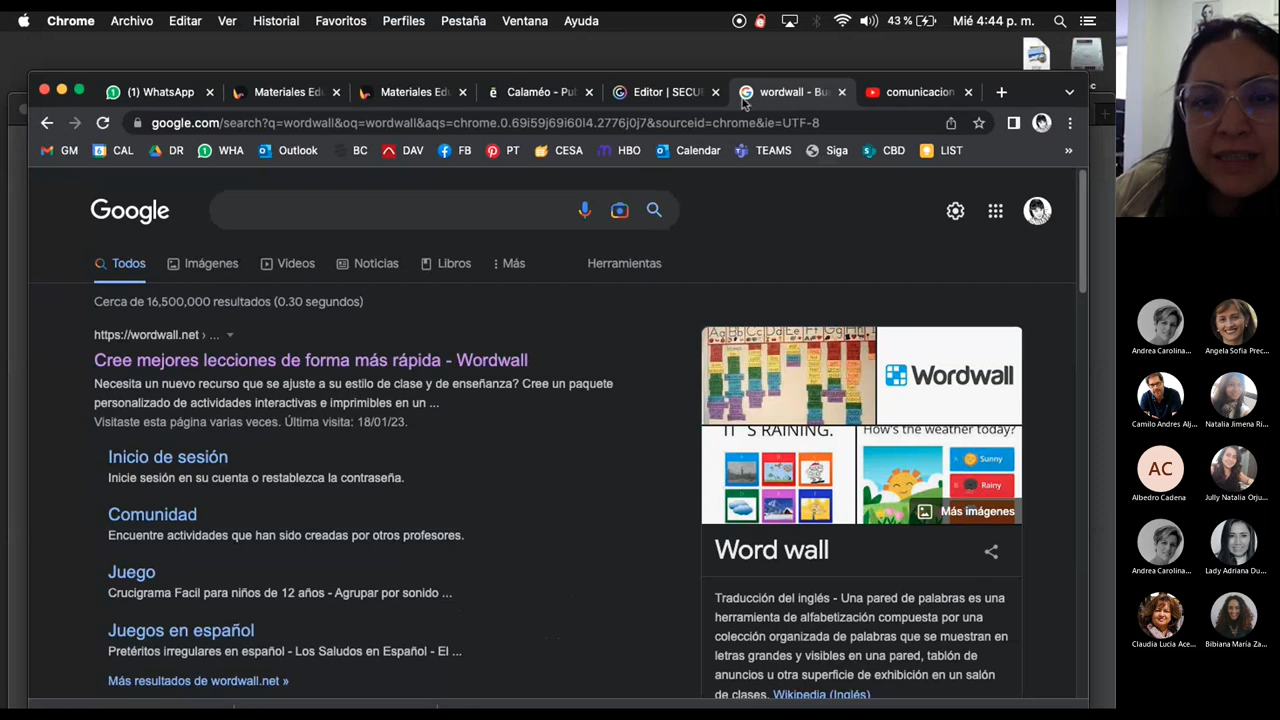 Chrome Archivo Editar Ver Historial Favoritos Perfiles Pestaña Ventana Ayuda 43 % Mié 4:44 p. m.
(1) WhatsApp Materiales Edu Materiales Edu Calaméo - Pul Editor | SECUE wordwall - Bus comunicacion
google.com/search?q=wordwall&oq=wordwall&aqs=chrome.0.69i59j69i60l4.2776j0j7&sourceid=chrome&ie=UTF-8
GM CAL DR WHA Outlook BC DAV FB PT CESA HBO Calendar TEAMS Siga CBD LIST »
Google
Todos Imágenes Videos Noticias Libros Más Herramientas
Cerca de 16,500,000 resultados (0.30 segundos)
https://wordwall.net › ...
Cree mejores lecciones de forma más rápida - Wordwall
Necesita un nuevo recurso que se ajuste a su estilo de clase y de enseñanza? Cree un paquete
personalizado de actividades interactivas e imprimibles en un ...
Visitaste esta página varias veces. Última visita: 18/01/23.
Inicio de sesión
Inicie sesión en su cuenta o restablezca la contraseña.
Comunidad
Encuentre actividades que han sido creadas por otros profesores.
Juego
Crucigrama Facil para niños de 12 años - Agrupar por sonido ...
Juegos en español
Pretéritos irregulares en español - Los Saludos en Español - El ...
Más resultados de wordwall.net »
Wordwall
IT´S RAINING.
How's the weather today?
Sunny
Rainy
Más imágenes
Word wall
Traducción del inglés - Una pared de palabras es una
herramienta de alfabetización compuesta por una
colección organizada de palabras que se muestran en
letras grandes y visibles en una pared, tablón de
anuncios u otra superficie de exhibición en un salón
de clases. Wikipedia (Inglés)
Andrea Carolina... Angela Sofia Prec...
Camilo Andres Alj... Natalia Jimena Ri...
AC
Albedro Cadena Jully Natalia Orju...
Andrea Carolina... Lady Adriana Du...
Claudia Lucia Ace... Bibiana María Za...